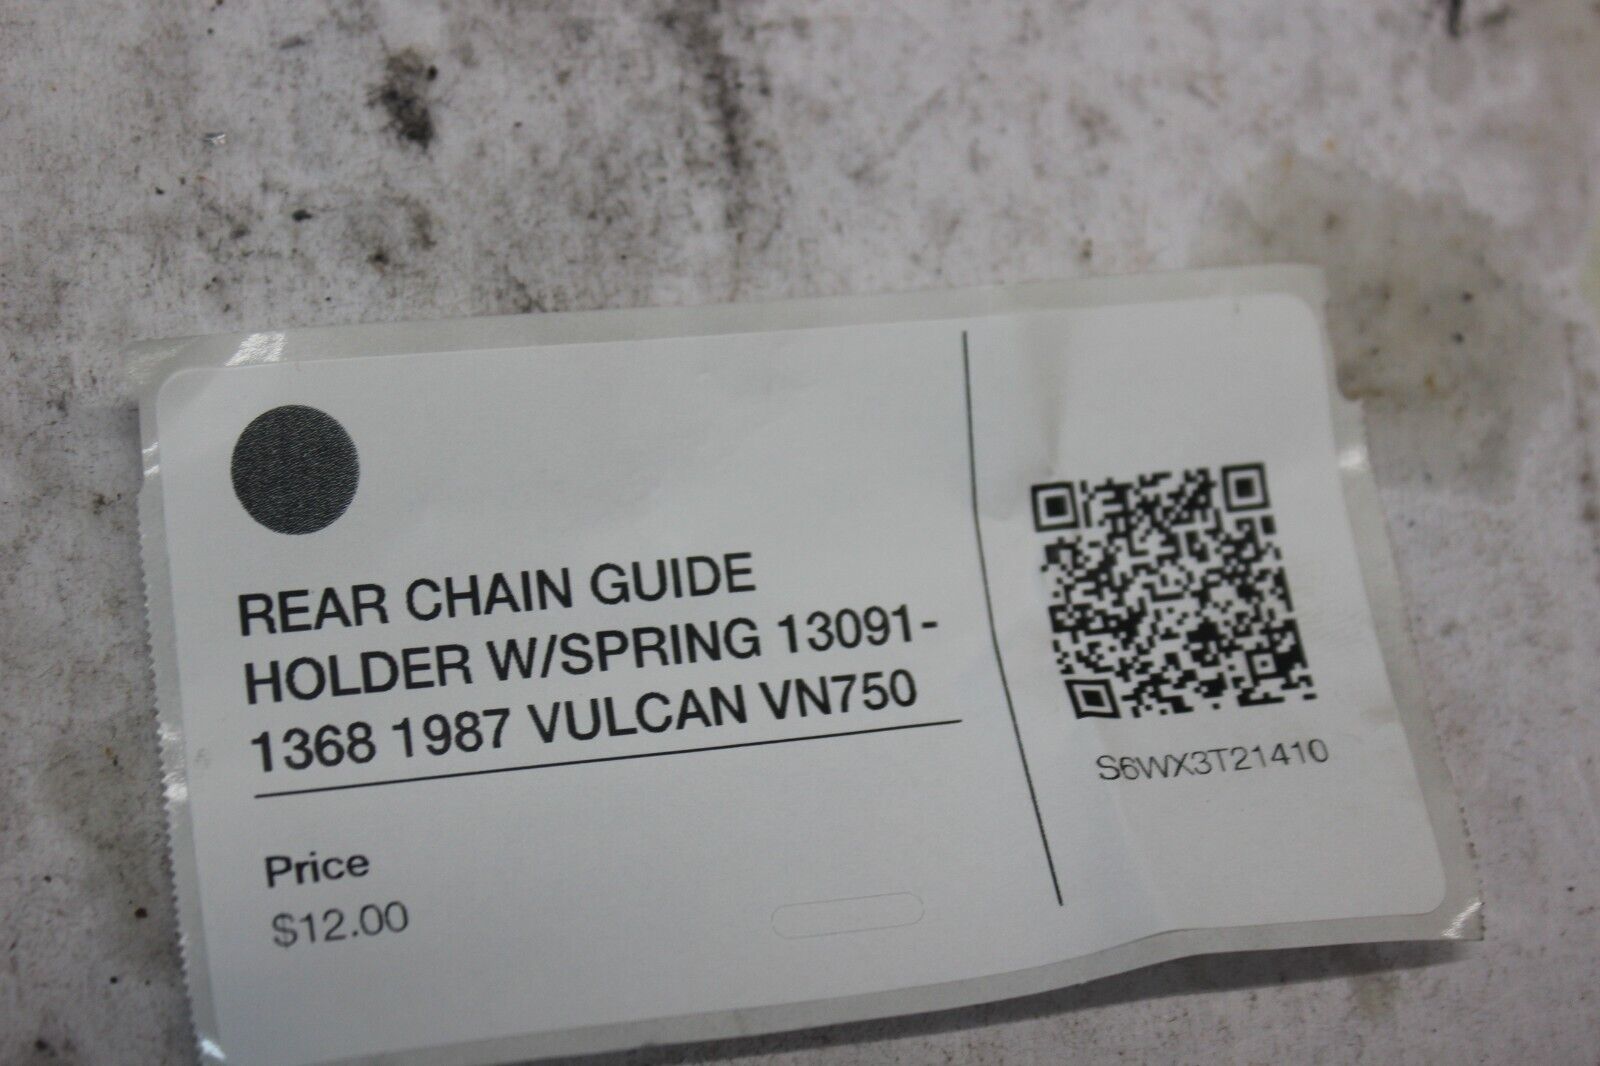 REAR CHAIN GUIDE
HOLDER W/SPRING 13091-
1368 1987 VULCAN VN750
Price
$12.00
S6WX3T21410